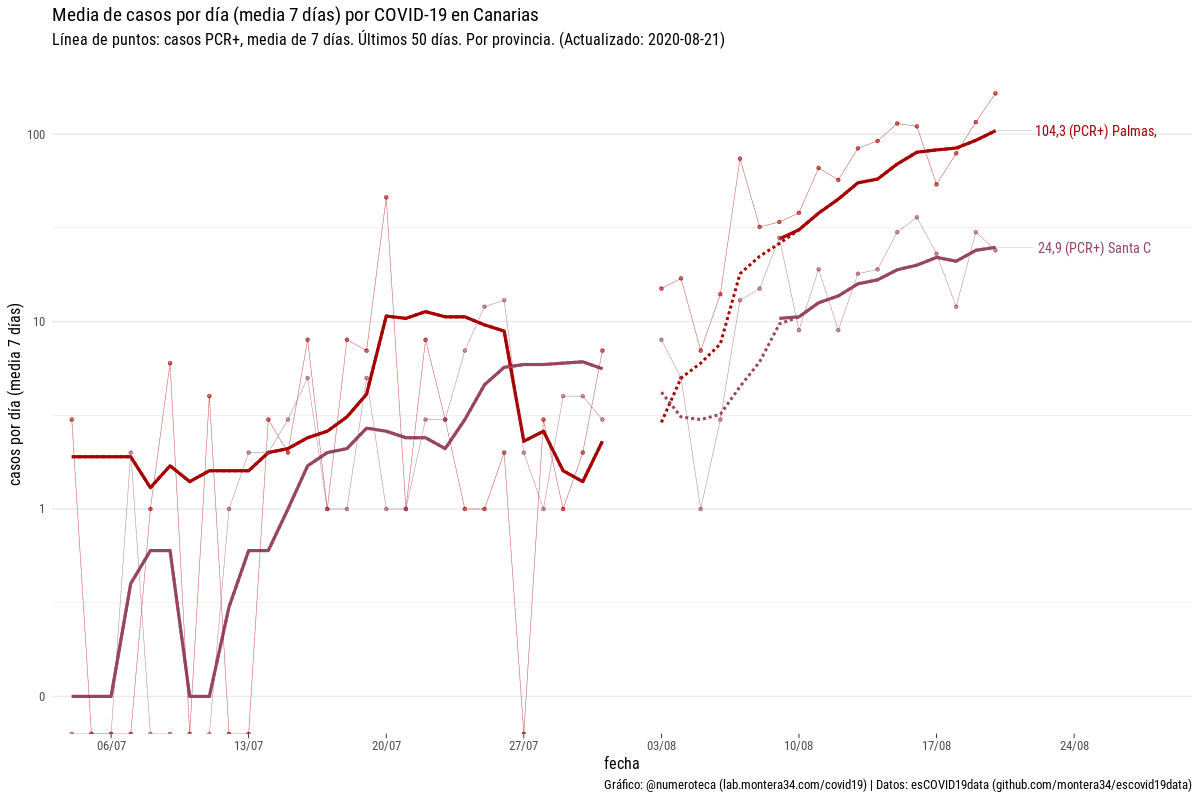 Media de casos por día (media 7 días) por COVID-19 en Canarias
Línea de puntos: casos PCR+, media de 7 días. Últimos 50 días. Por provincia. (Actualizado: 2020-08-21)
casos por día (media 7 días)
100
10
1
0
104,3 (PCR+) Palmas,
24,9 (PCR+) Santa C
06/07
13/07
20/07
27/07
03/08
10/08
17/08
24/08
fecha
Gráfico: @numeroteca (lab.montera34.com/covid19) | Datos: esCOVID19data (github.com/montera34/escovid19data)